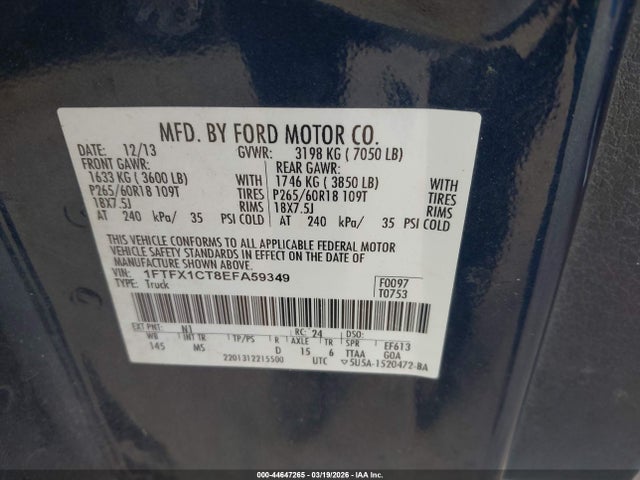 MFD. BY FORD MOTOR CO.
DATE: 12/13 GVWR: 3198 KG ( 7050 LB)
FRONT GAWR: REAR GAWR:
1633 KG ( 3600 LB) WITH 1746 KG ( 3850 LB) WITH
P265/60R18 109T TIRES P265/60R18 109T TIRES
18X7.5J RIMS 18X7.5J RIMS
AT 240 kPa/ 35 PSI COLD AT 240 kPa/ 35 PSI COLD
THIS VEHICLE CONFORMS TO ALL APPLICABLE FEDERAL MOTOR
VEHICLE SAFETY STANDARDS IN EFFECT ON THE DATE OF
MANUFACTURE SHOWN ABOVE.
VIN: 1FTFX1CT8EFA59349 F0097
TYPE: Truck T0753
EXT PNT: N1 RC: 24 DSO:
WB INT TR TP/PS R AXLE TR SPR EF613
145 MS D 15 6 TTAA GOA
2201312215500 UTC 5U5A-1520472-BA
000-44647265 - 03/19/2026 - IAA Inc.